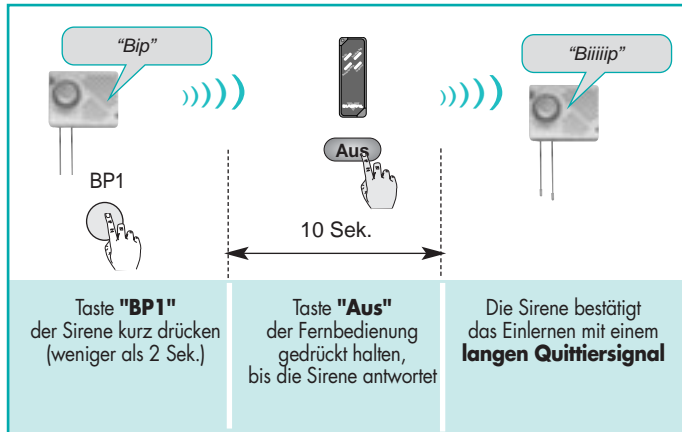 "Bip"
"Biiiiip"
Aus
BP1
10 Sek.
Taste "BP1"
der Sirene kurz drücken
(weniger als 2 Sek.)
Taste "Aus"
der Fernbedienung
gedrückt halten,
bis die Sirene antwortet
Die Sirene bestätigt
das Einlernen mit einem
langen Quittiersignal